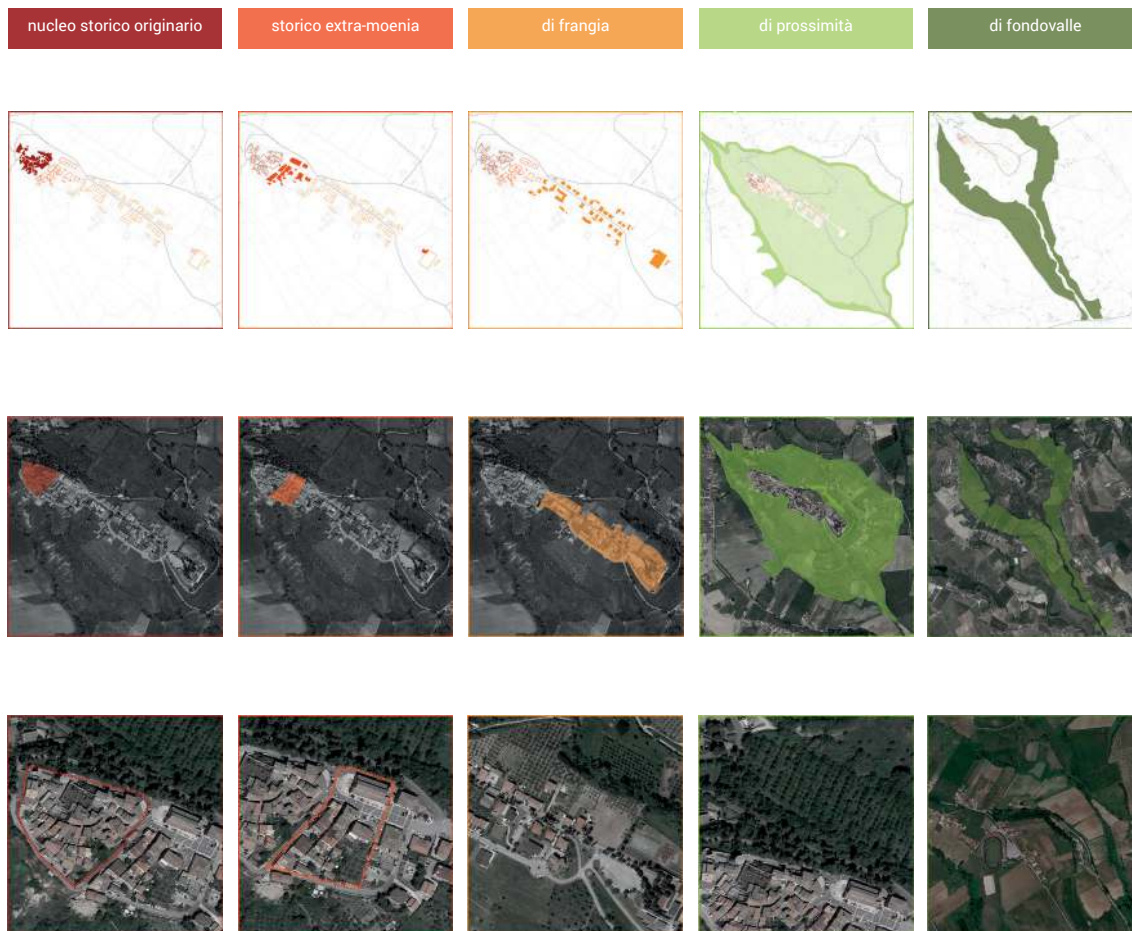 nucleo storico originario
storico extra-moenia
di frangia
di prossimità
di fondovalle